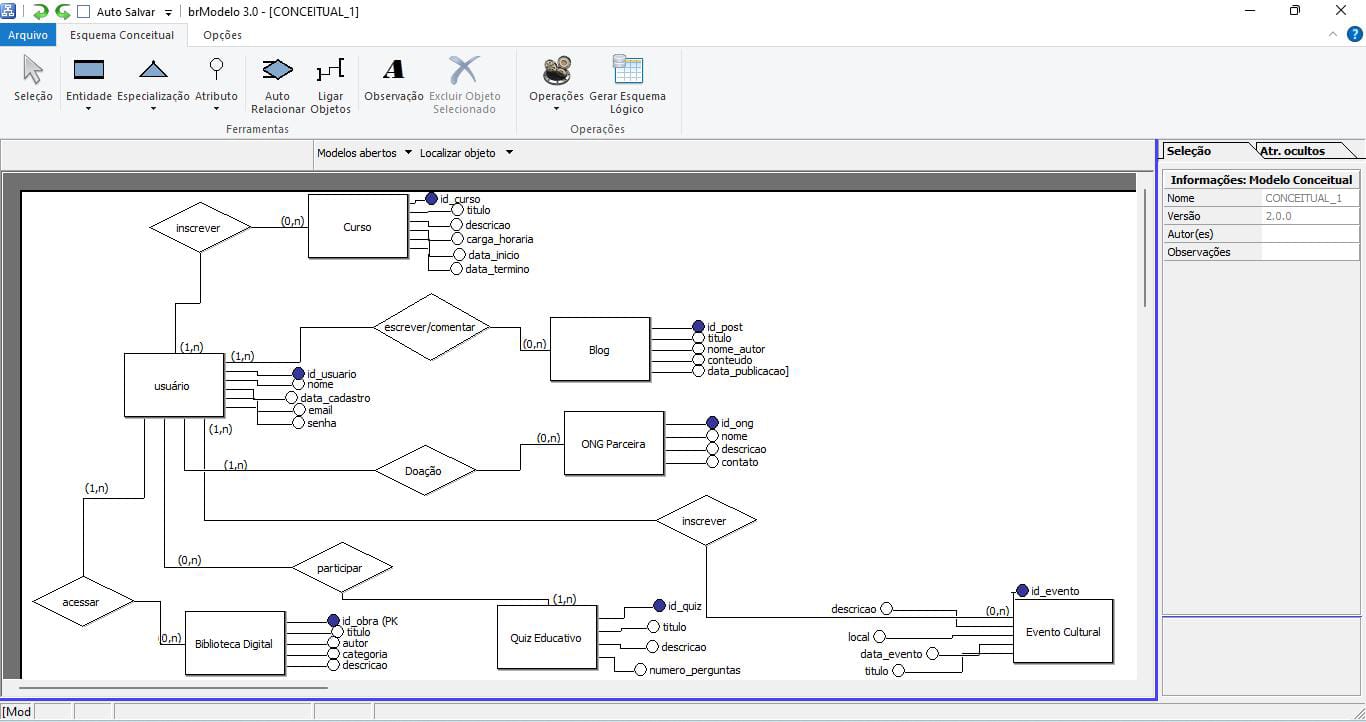 Auto Salvar
brModelo 3.0 - [CONCEITUAL_1]
Arquivo Esquema Conceitual Opções
Seleção Entidade Especialização Atributo Auto Relacionar Ligar Objetos Observação Excluir Objeto Selecionado Operações Gerar Esquema Lógico
Ferramentas Operações
Modelos abertos Localizar objeto
Seleção Atr. ocultos
Informações: Modelo Conceitual
Nome CONCEITUAL_1
Versão 2.0.0
Autor(es)
Observações
inscrever
(0,n)
Curso
id_curso
titulo
descricao
carga_horaria
data_inicio
data_termino
(1,n)
escrever/comentar
(1,n)
(0,n)
Blog
id_post
titulo
nome_autor
conteudo
data_publicacao]
usuário
id_usuario
nome
data_cadastro
email
senha
(1,n)
(1,n)
Doação
(0,n)
ONG Parceira
id_ong
nome
descricao
contato
(1,n)
inscrever
(0,n)
participar
(1,n)
acessar
(0,n)
Biblioteca Digital
id_obra (PK
titulo
autor
categoria
descricao
Quiz Educativo
id_quiz
titulo
descricao
numero_perguntas
id_evento
descricao
(0,n)
Evento Cultural
local
data_evento
titulo
[Mod